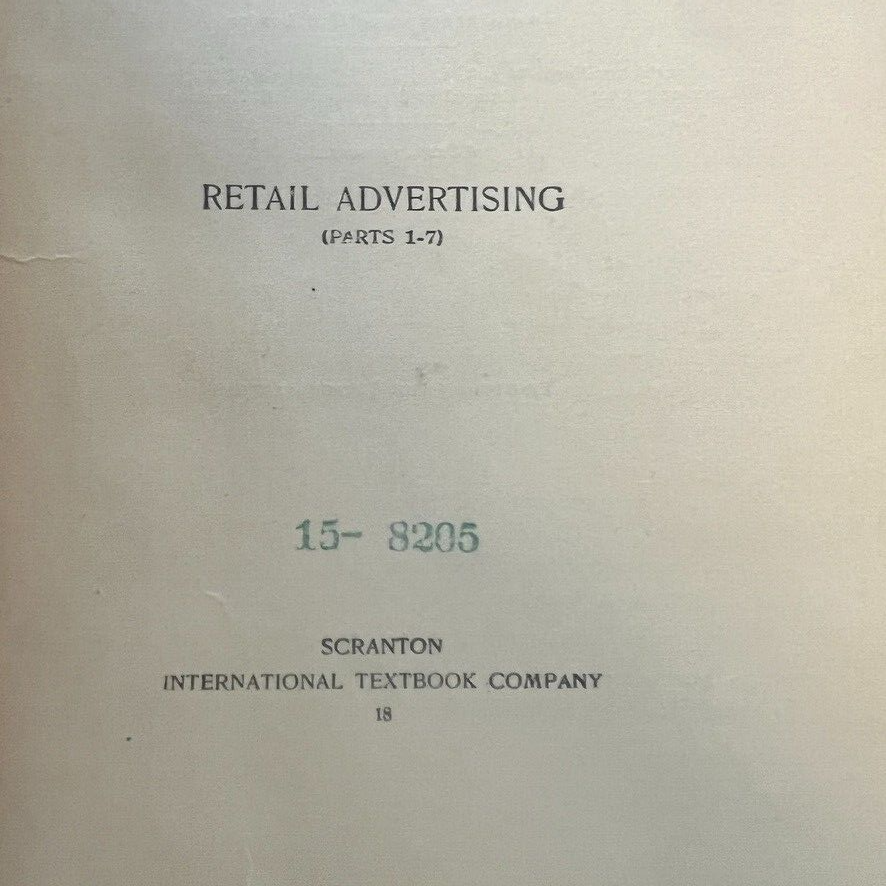 RETAIL ADVERTISING
(PARTS 1-7)
15- 8205
SCRANTON
INTERNATIONAL TEXTBOOK COMPANY
18